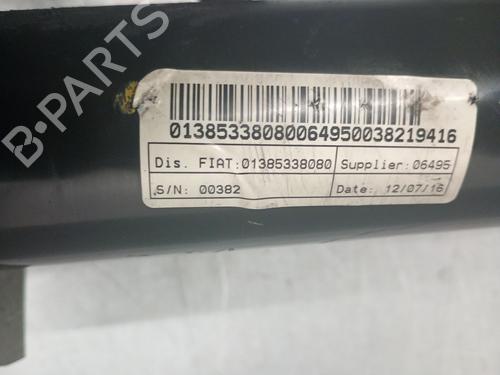 B-PARTS
01385338080064950038219416
Dis. FIAT:01385338080
Supplier:06495
S/N: 00382
Date: 12/07/16